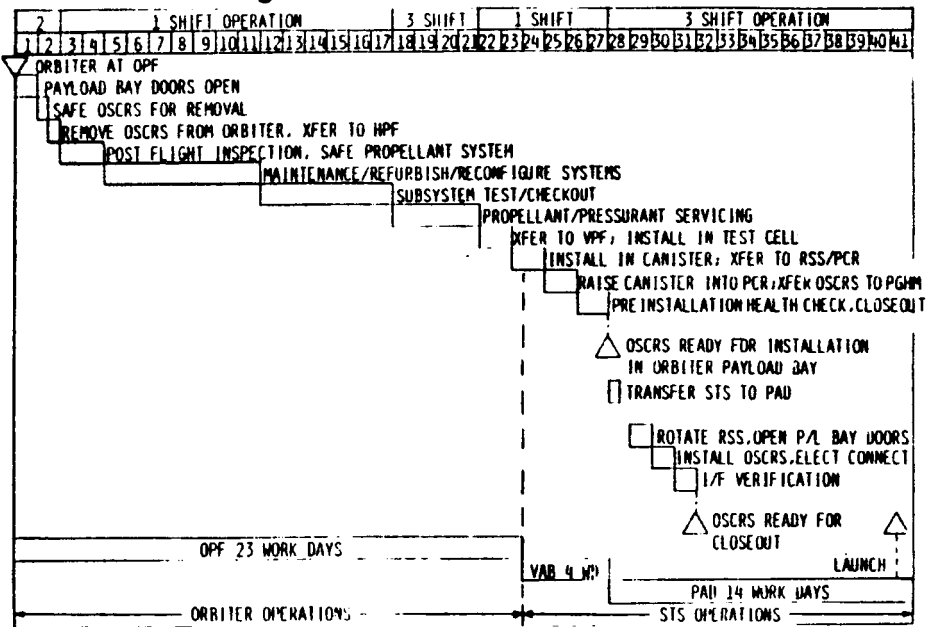 2 1 SHIFT OPERATION 3 SHIFT 1 SHIFT 3 SHIFT OPERATION
1 2 3 4 5 6 7 8 9 10 11 12 13 14 15 16 17 18 19 20 21 22 23 24 25 26 27 28 29 30 31 32 33 34 35 36 37 38 39 40 41
ORBITER AT OPF
PAYLOAD BAY DOORS OPEN
SAFE OSCRS FOR REMOVAL
REMOVE OSCRS FROM ORBITER. XFER TO HPF
POST FLIGHT INSPECTION, SAFE PROPELLANT SYSTEM
MAINTENANCE/REFURBISH/RECONFIGURE SYSTEMS
SUBSYSTEM TEST/CHECKOUT
PROPELLANT/PRESSURANT SERVICING
XFER TO VPF; INSTALL IN TEST CELL
INSTALL IN CANISTER; XFER TO RSS/PCR
RAISE CANISTER INTO PCR;XFER OSCRS TO PGHM
PRE INSTALLATION HEALTH CHECK.CLOSEOUT
OSCRS READY FOR INSTALLATION
IN ORBITER PAYLOAD BAY
TRANSFER STS TO PAD
ROTATE RSS.OPEN P/L BAY DOORS
INSTALL OSCRS.ELECT CONNECT
I/F VERIFICATION
OSCRS READY FOR
CLOSEOUT
LAUNCH
OPF 23 WORK DAYS
VAB 4 WD
PAD 14 WORK DAYS
ORBITER OPERATIONS
STS OPERATIONS